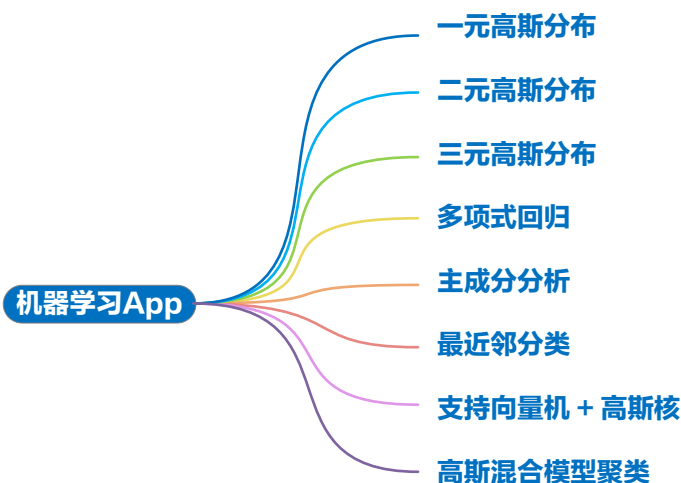 一元高斯分布
二元高斯分布
三元高斯分布
多项式回归
机器学习App
主成分分析
最近邻分类
支持向量机 + 高斯核
高斯混合模型聚类